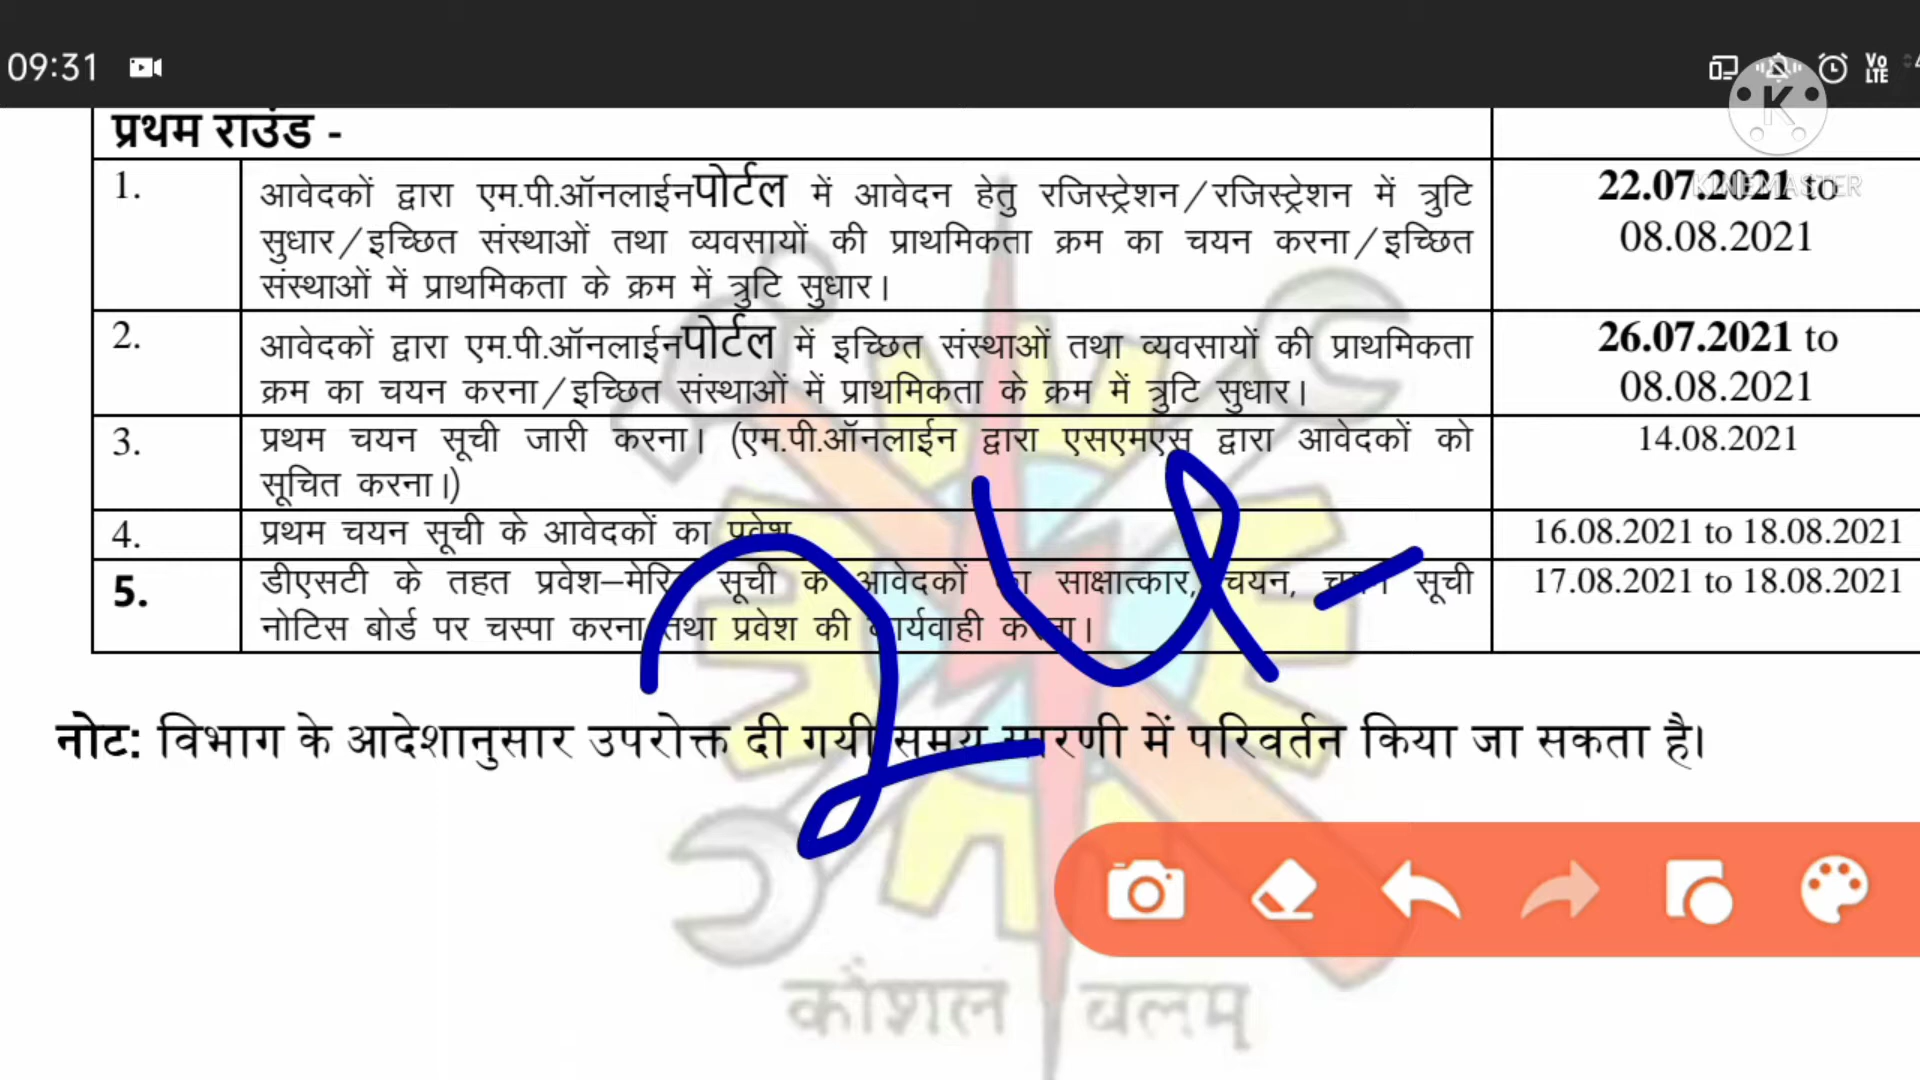 09:31
Vo LTE
K
KINEMASTER
प्रथम राउंड -
1. आवेदकों द्वारा एम.पी.ऑनलाईनपोर्टल में आवेदन हेतु रजिस्ट्रेशन/रजिस्ट्रेशन में त्रुटि
सुधार/इच्छित संस्थाओं तथा व्यवसायों की प्राथमिकता क्रम का चयन करना/इच्छित
संस्थाओं में प्राथमिकता के क्रम में त्रुटि सुधार।
22.07.2021 to
08.08.2021
2. आवेदकों द्वारा एम.पी.ऑनलाईनपोर्टल में इच्छित संस्थाओं तथा व्यवसायों की प्राथमिकता
क्रम का चयन करना/इच्छित संस्थाओं में प्राथमिकता के क्रम में त्रुटि सुधार।
26.07.2021 to
08.08.2021
3. प्रथम चयन सूची जारी करना। (एम.पी.ऑनलाईन द्वारा एसएमएस द्वारा आवेदकों को
सूचित करना।)
14.08.2021
4. प्रथम चयन सूची के आवेदकों का प्रवेश
16.08.2021 to 18.08.2021
5. डीएसटी के तहत प्रवेश–मेरिट सूची के आवेदकों का साक्षात्कार, चयन, चयन सूची
नोटिस बोर्ड पर चस्पा करना तथा प्रवेश की कार्यवाही करना।
17.08.2021 to 18.08.2021
नोट: विभाग के आदेशानुसार उपरोक्त दी गयी समय सारणी में परिवर्तन किया जा सकता है।
कौशल बलम्